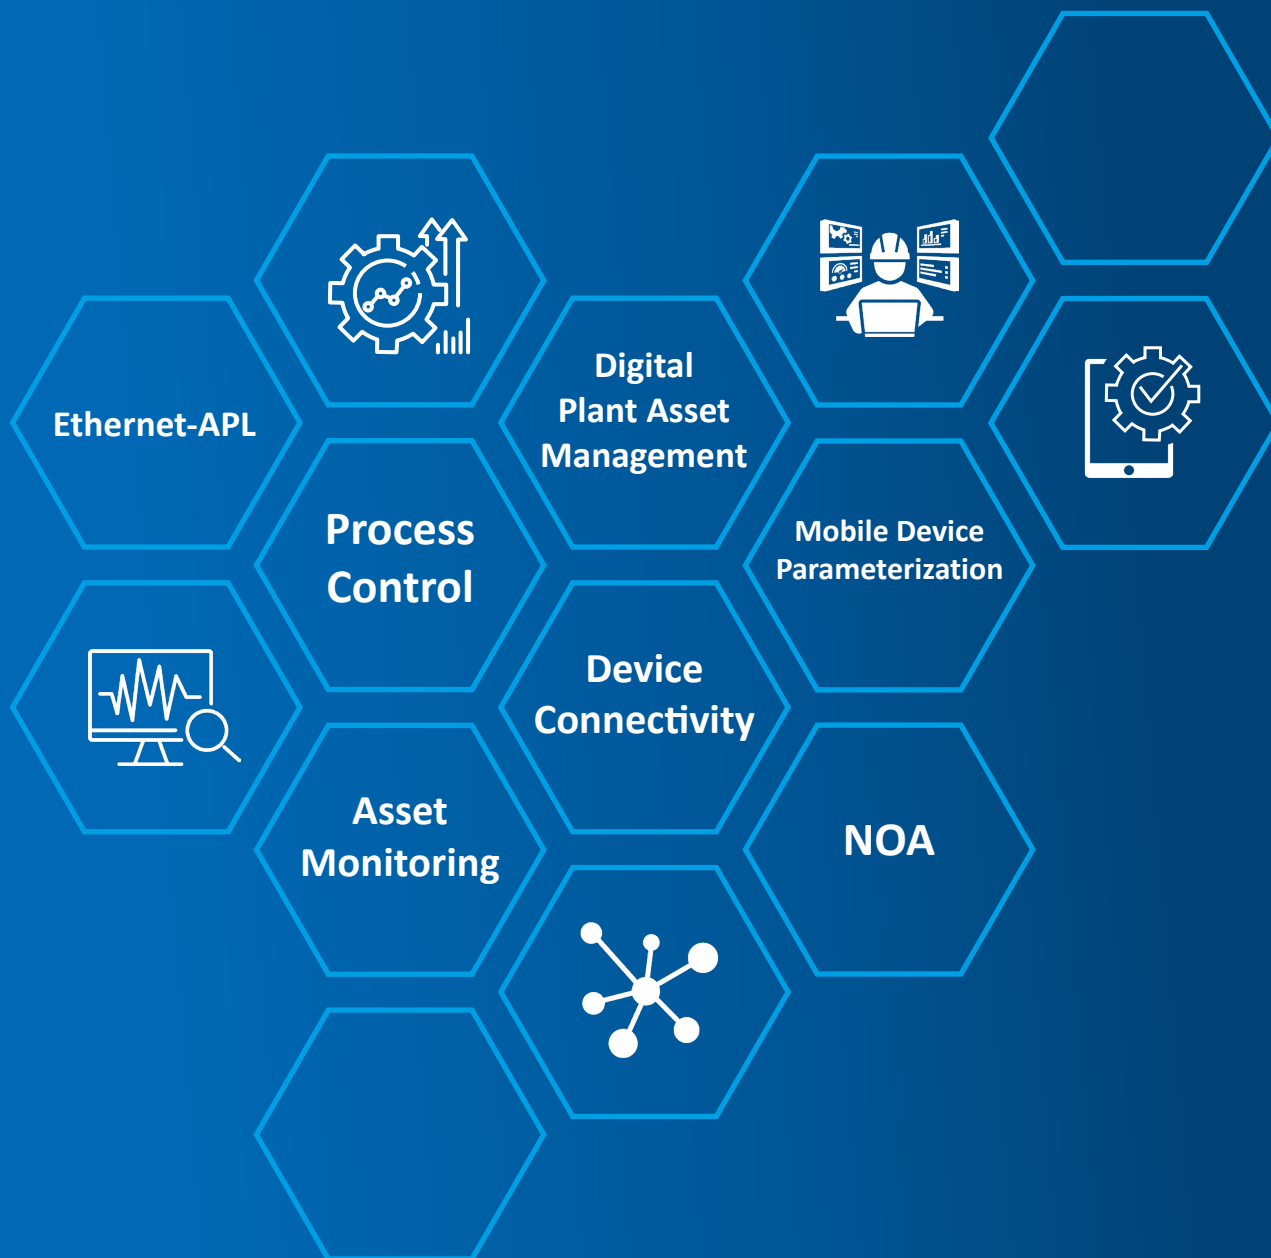 Ethernet-APL
Digital
Plant Asset
Management
Process
Control
Mobile Device
Parameterization
Device
Connectivity
Asset
Monitoring
NOA